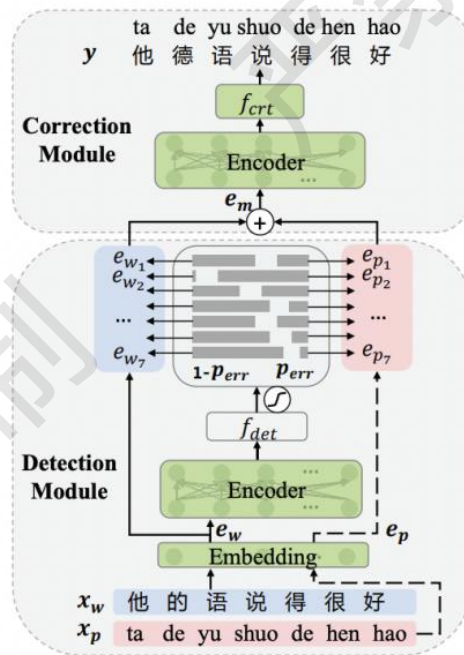 ta de yu shuo de hen hao
y 他 德 语 说 得 很 好
f_crt
Correction Module
Encoder
...
e_m
+
e_w1
e_w2
...
e_w7
e_p1
e_p2
...
e_p7
1-p_err p_err
f_det
Detection Module
...
Encoder
...
e_w
e_p
Embedding
x_w 他 的 语 说 得 很 好
x_p ta de yu shuo de hen hao